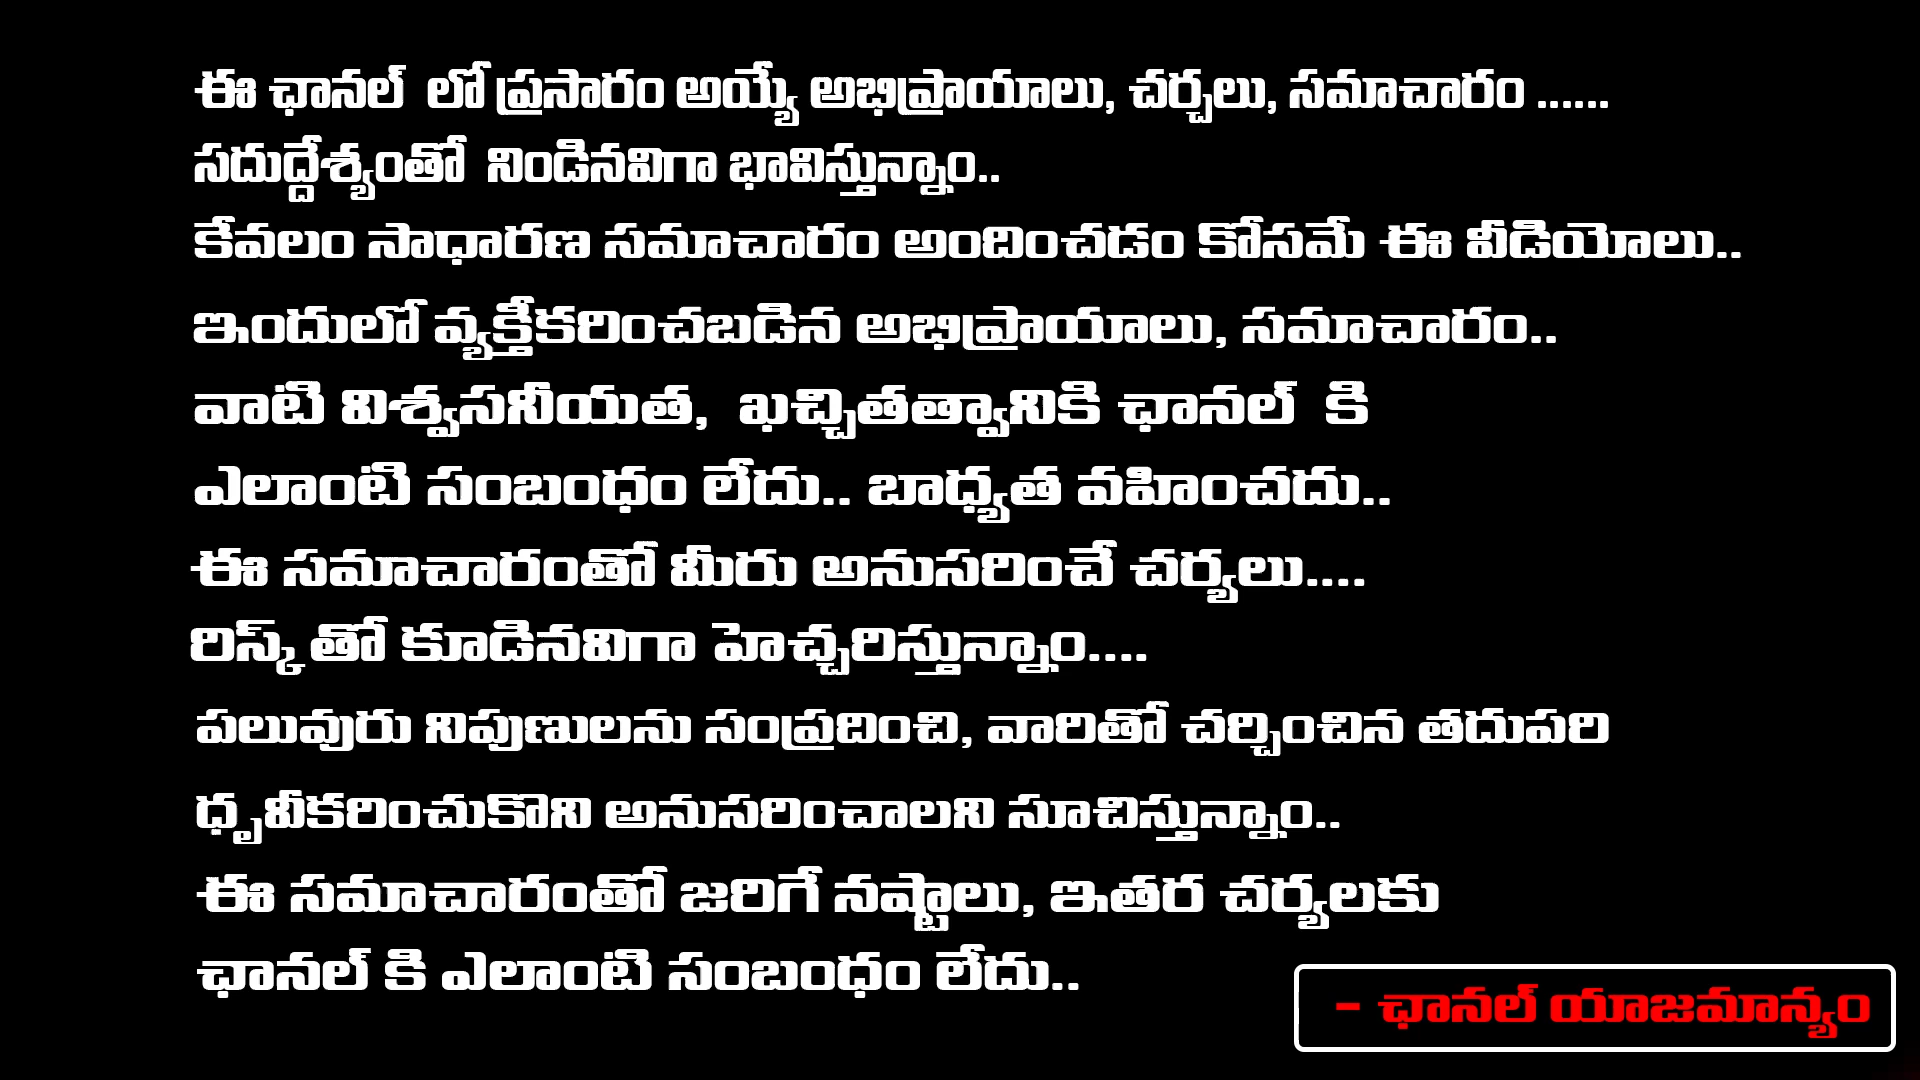 ఈ ఛానల్ లో ప్రసారం అయ్యే అభిప్రాయాలు, చర్చలు, సమాచారం ......
సదుద్దేశ్యంతో నిండినవిగా భావిస్తున్నాం..
కేవలం సాధారణ సమాచారం అందించడం కోసమే ఈ వీడియోలు..
ఇందులో వ్యక్తీకరించబడిన అభిప్రాయాలు, సమాచారం..
వాటి విశ్వసనీయత, ఖచ్చితత్వానికి ఛానల్ కి
ఎలాంటి సంబంధం లేదు.. బాధ్యత వహించదు..
ఈ సమాచారంతో మీరు అనుసరించే చర్యలు....
రిస్క్ తో కూడినవిగా హెచ్చరిస్తున్నాం....
పలువురు నిపుణులను సంప్రదించి, వారితో చర్చించిన తదుపరి
ధృవీకరించుకొని అనుసరించాలని సూచిస్తున్నాం..
ఈ సమాచారంతో జరిగే నష్టాలు, ఇతర చర్యలకు
ఛానల్ కి ఎలాంటి సంబంధం లేదు..
- ఛానల్ యాజమాన్యం